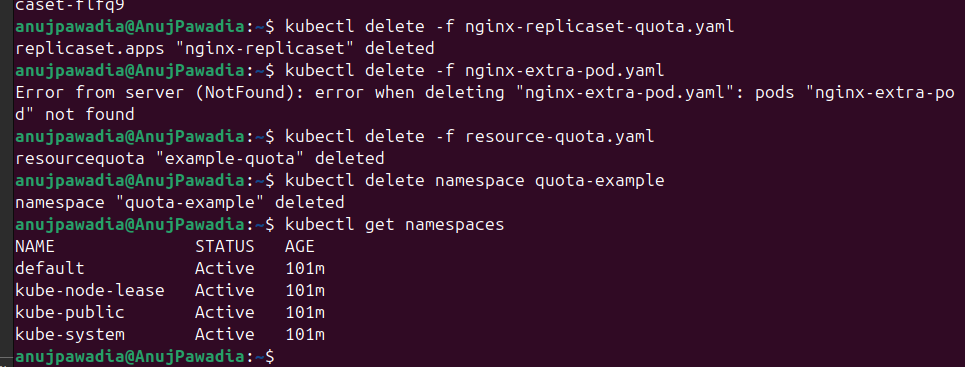 caset-flfq9
anujpawadia@AnujPawadia:~$ kubectl delete -f nginx-replicaset-quota.yaml
replicaset.apps "nginx-replicaset" deleted
anujpawadia@AnujPawadia:~$ kubectl delete -f nginx-extra-pod.yaml
Error from server (NotFound): error when deleting "nginx-extra-pod.yaml": pods "nginx-extra-po
d" not found
anujpawadia@AnujPawadia:~$ kubectl delete -f resource-quota.yaml
resourcequota "example-quota" deleted
anujpawadia@AnujPawadia:~$ kubectl delete namespace quota-example
namespace "quota-example" deleted
anujpawadia@AnujPawadia:~$ kubectl get namespaces
NAME              STATUS   AGE
default           Active   101m
kube-node-lease   Active   101m
kube-public       Active   101m
kube-system       Active   101m
anujpawadia@AnujPawadia:~$